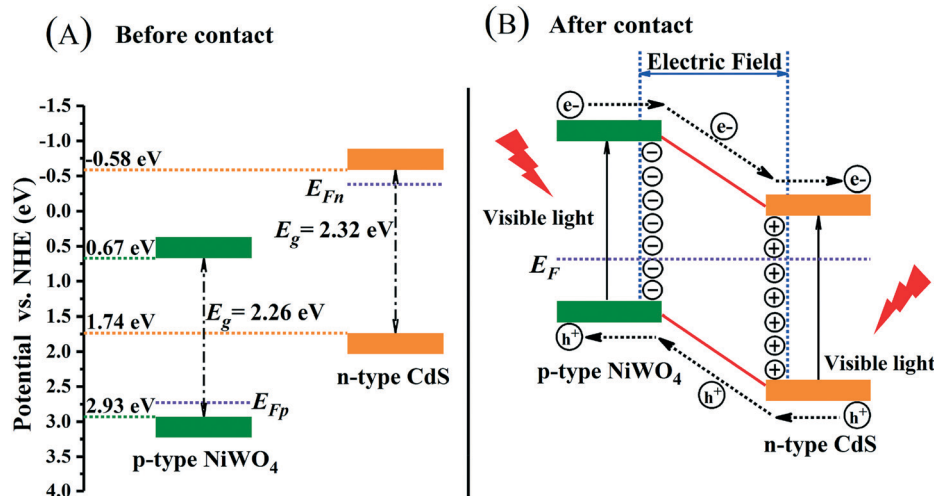 (A) Before contact
Potential vs. NHE (eV)
-1.5
-1.0
-0.5
0.0
0.5
1.0
1.5
2.0
2.5
3.0
3.5
4.0
-0.58 eV
E_Fn
E_g= 2.32 eV
0.67 eV
E_g= 2.26 eV
1.74 eV
n-type CdS
E_Fp
2.93 eV
p-type NiWO₄
(B) After contact
Electric Field
e-
e-
e-
Visible light
− − − − − − −
+ + + + + + +
E_F
Visible light
h⁺
p-type NiWO₄
h⁺
h⁺
n-type CdS